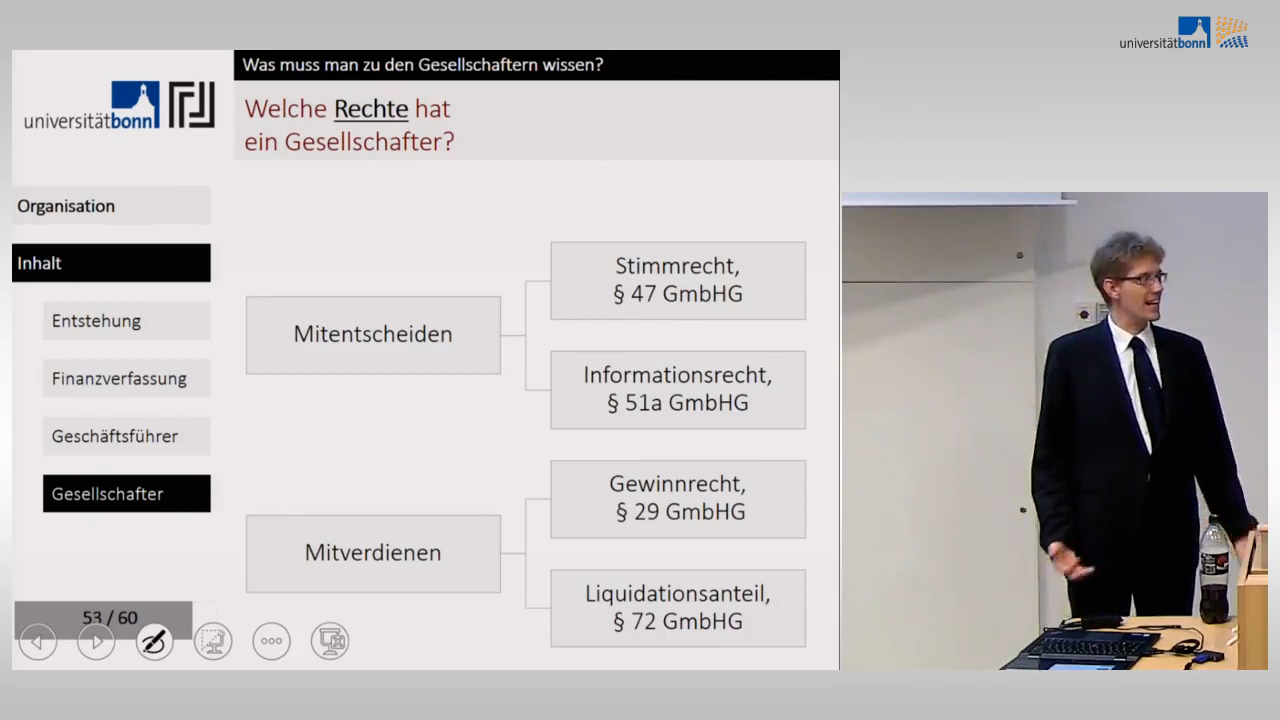 universitätbonn
Was muss man zu den Gesellschaftern wissen?
universitätbonn
Welche Rechte hat
ein Gesellschafter?
Organisation
Inhalt
Entstehung
Finanzverfassung
Geschäftsführer
Gesellschafter
Mitentscheiden
Stimmrecht,
§ 47 GmbHG
Informationsrecht,
§ 51a GmbHG
Mitverdienen
Gewinnrecht,
§ 29 GmbHG
Liquidationsanteil,
§ 72 GmbHG
53 / 60